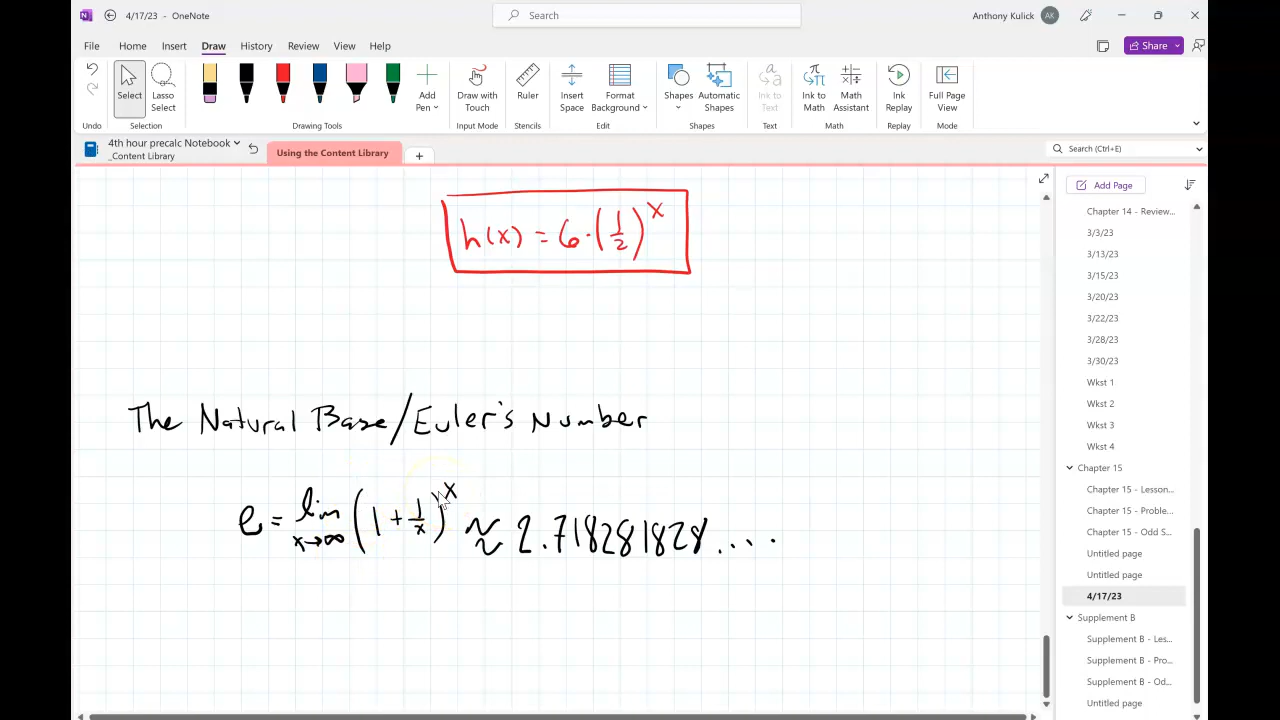 4/17/23 - OneNote
Search
Anthony Kulick
AK
File Home Insert Draw History Review View Help
Share
Undo
Select
Lasso Select
Selection
Drawing Tools
Add Pen
Draw with Touch
Input Mode
Ruler
Stencils
Insert Space
Format Background
Edit
Shapes
Automatic Shapes
Shapes
Ink to Text
Text
Ink to Math
Math Assistant
Math
Ink Replay
Replay
Full Page View
Mode
4th hour precalc Notebook
_Content Library
Using the Content Library
Search (Ctrl+E)
Add Page
h(x) = 6·(1/2)^x
The Natural Base/Euler's Number
e = lim x→∞ (1 + 1/x)^x ≈ 2.718281828....
Chapter 14 - Review...
3/3/23
3/13/23
3/15/23
3/20/23
3/22/23
3/28/23
3/30/23
Wkst 1
Wkst 2
Wkst 3
Wkst 4
Chapter 15
Chapter 15 - Lesson...
Chapter 15 - Proble...
Chapter 15 - Odd S...
Untitled page
Untitled page
4/17/23
Supplement B
Supplement B - Les...
Supplement B - Pro...
Supplement B - Od...
Untitled page